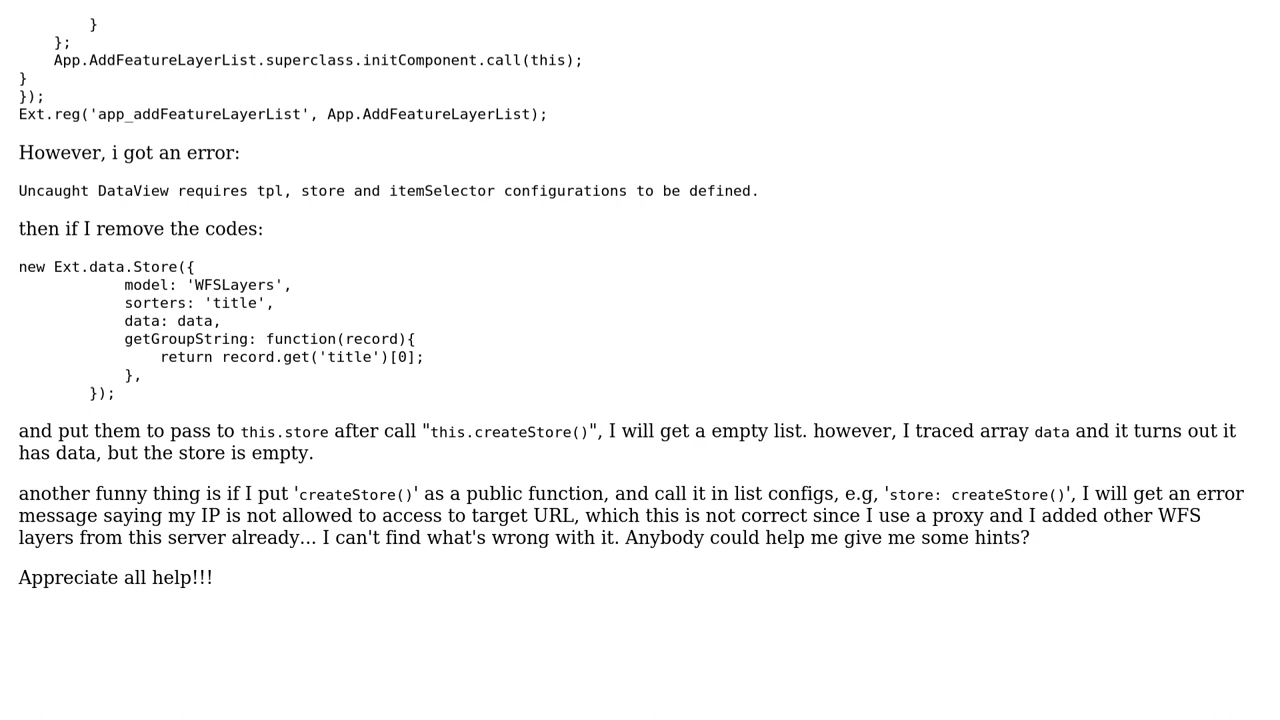 }
    };
    App.AddFeatureLayerList.superclass.initComponent.call(this);
}
});
Ext.reg('app_addFeatureLayerList', App.AddFeatureLayerList);
However, i got an error:
Uncaught DataView requires tpl, store and itemSelector configurations to be defined.
then if I remove the codes:
new Ext.data.Store({
            model: 'WFSLayers',
            sorters: 'title',
            data: data,
            getGroupString: function(record){
                return record.get('title')[0];
            },
        });
and put them to pass to this.store after call "this.createStore()", I will get a empty list. however, I traced array data and it turns out it
has data, but the store is empty.
another funny thing is if I put 'createStore()' as a public function, and call it in list configs, e.g, 'store: createStore()', I will get an error
message saying my IP is not allowed to access to target URL, which this is not correct since I use a proxy and I added other WFS
layers from this server already... I can't find what's wrong with it. Anybody could help me give me some hints?
Appreciate all help!!!